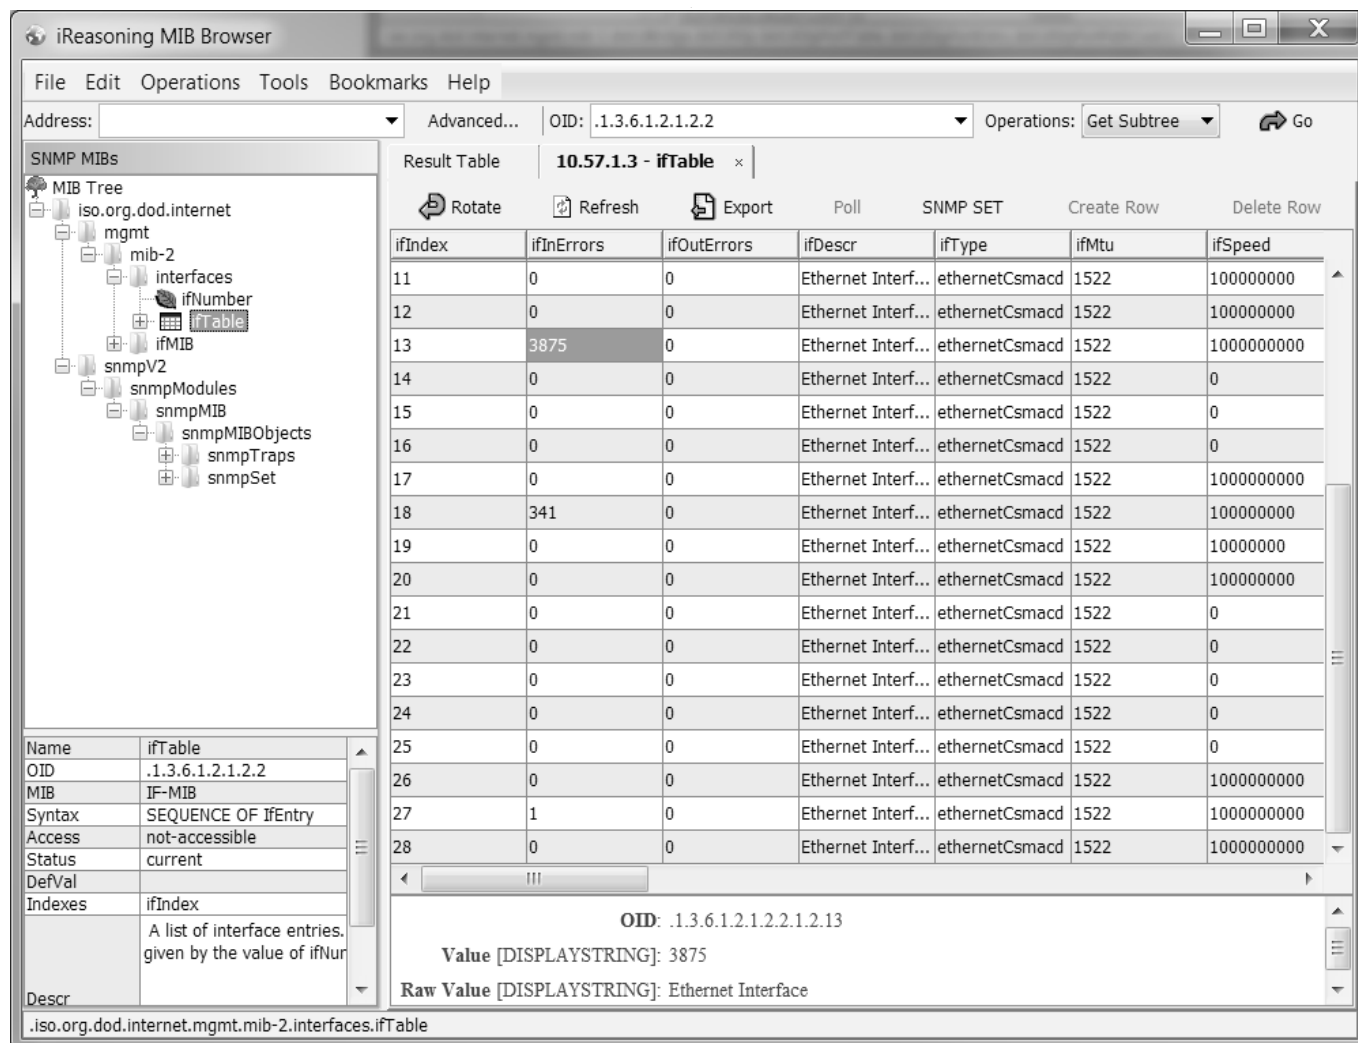 iReasoning MIB Browser
File Edit Operations Tools Bookmarks Help
Address: Advanced... OID: .1.3.6.1.2.1.2.2 Operations: Get Subtree Go
SNMP MIBs
MIB Tree
iso.org.dod.internet
mgmt
mib-2
interfaces
ifNumber
ifTable
ifMIB
snmpV2
snmpModules
snmpMIB
snmpMIBObjects
snmpTraps
snmpSet
Name ifTable
OID .1.3.6.1.2.1.2.2
MIB IF-MIB
Syntax SEQUENCE OF IfEntry
Access not-accessible
Status current
DefVal
Indexes ifIndex
A list of interface entries.
given by the value of ifNur
Descr
Result Table 10.57.1.3 - ifTable ×
Rotate Refresh Export Poll SNMP SET Create Row Delete Row
ifIndex ifInErrors ifOutErrors ifDescr ifType ifMtu ifSpeed
11 0 0 Ethernet Interf... ethernetCsmacd 1522 100000000
12 0 0 Ethernet Interf... ethernetCsmacd 1522 100000000
13 3875 0 Ethernet Interf... ethernetCsmacd 1522 1000000000
14 0 0 Ethernet Interf... ethernetCsmacd 1522 0
15 0 0 Ethernet Interf... ethernetCsmacd 1522 0
16 0 0 Ethernet Interf... ethernetCsmacd 1522 0
17 0 0 Ethernet Interf... ethernetCsmacd 1522 1000000000
18 341 0 Ethernet Interf... ethernetCsmacd 1522 100000000
19 0 0 Ethernet Interf... ethernetCsmacd 1522 10000000
20 0 0 Ethernet Interf... ethernetCsmacd 1522 100000000
21 0 0 Ethernet Interf... ethernetCsmacd 1522 0
22 0 0 Ethernet Interf... ethernetCsmacd 1522 0
23 0 0 Ethernet Interf... ethernetCsmacd 1522 0
24 0 0 Ethernet Interf... ethernetCsmacd 1522 0
25 0 0 Ethernet Interf... ethernetCsmacd 1522 0
26 0 0 Ethernet Interf... ethernetCsmacd 1522 1000000000
27 1 0 Ethernet Interf... ethernetCsmacd 1522 1000000000
28 0 0 Ethernet Interf... ethernetCsmacd 1522 1000000000
OID: .1.3.6.1.2.1.2.2.1.2.13
Value [DISPLAYSTRING]: 3875
Raw Value [DISPLAYSTRING]: Ethernet Interface
.iso.org.dod.internet.mgmt.mib-2.interfaces.ifTable